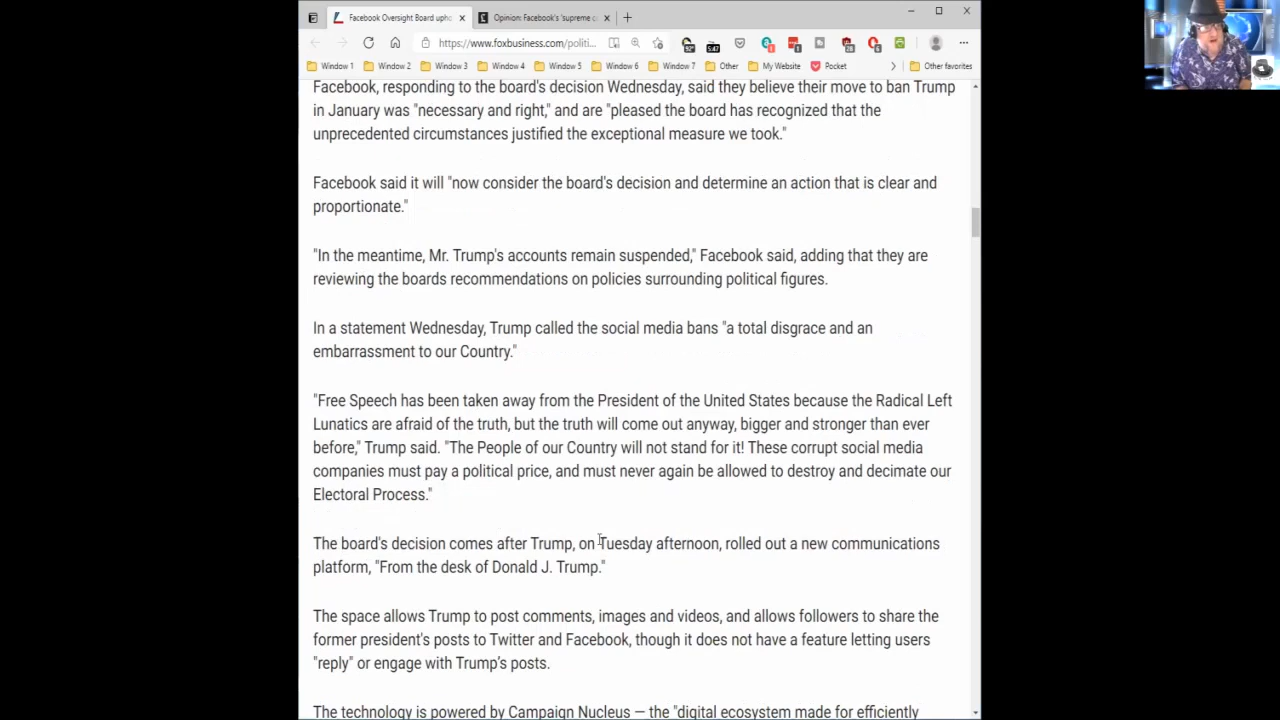 Facebook Oversight Board upho
Opinion: Facebook's 'supreme c
https://www.foxbusiness.com/politi...
Window 1
Window 2
Window 3
Window 4
Window 5
Window 6
Window 7
Other
My Website
Pocket
Other favorites
Facebook, responding to the board's decision Wednesday, said they believe their move to ban Trump
in January was "necessary and right," and are "pleased the board has recognized that the
unprecedented circumstances justified the exceptional measure we took."
Facebook said it will "now consider the board's decision and determine an action that is clear and
proportionate."
"In the meantime, Mr. Trump's accounts remain suspended," Facebook said, adding that they are
reviewing the boards recommendations on policies surrounding political figures.
In a statement Wednesday, Trump called the social media bans "a total disgrace and an
embarrassment to our Country."
"Free Speech has been taken away from the President of the United States because the Radical Left
Lunatics are afraid of the truth, but the truth will come out anyway, bigger and stronger than ever
before," Trump said. "The People of our Country will not stand for it! These corrupt social media
companies must pay a political price, and must never again be allowed to destroy and decimate our
Electoral Process."
The board's decision comes after Trump, on Tuesday afternoon, rolled out a new communications
platform, "From the desk of Donald J. Trump."
The space allows Trump to post comments, images and videos, and allows followers to share the
former president's posts to Twitter and Facebook, though it does not have a feature letting users
"reply" or engage with Trump's posts.
The technology is powered by Campaign Nucleus — the "digital ecosystem made for efficiently